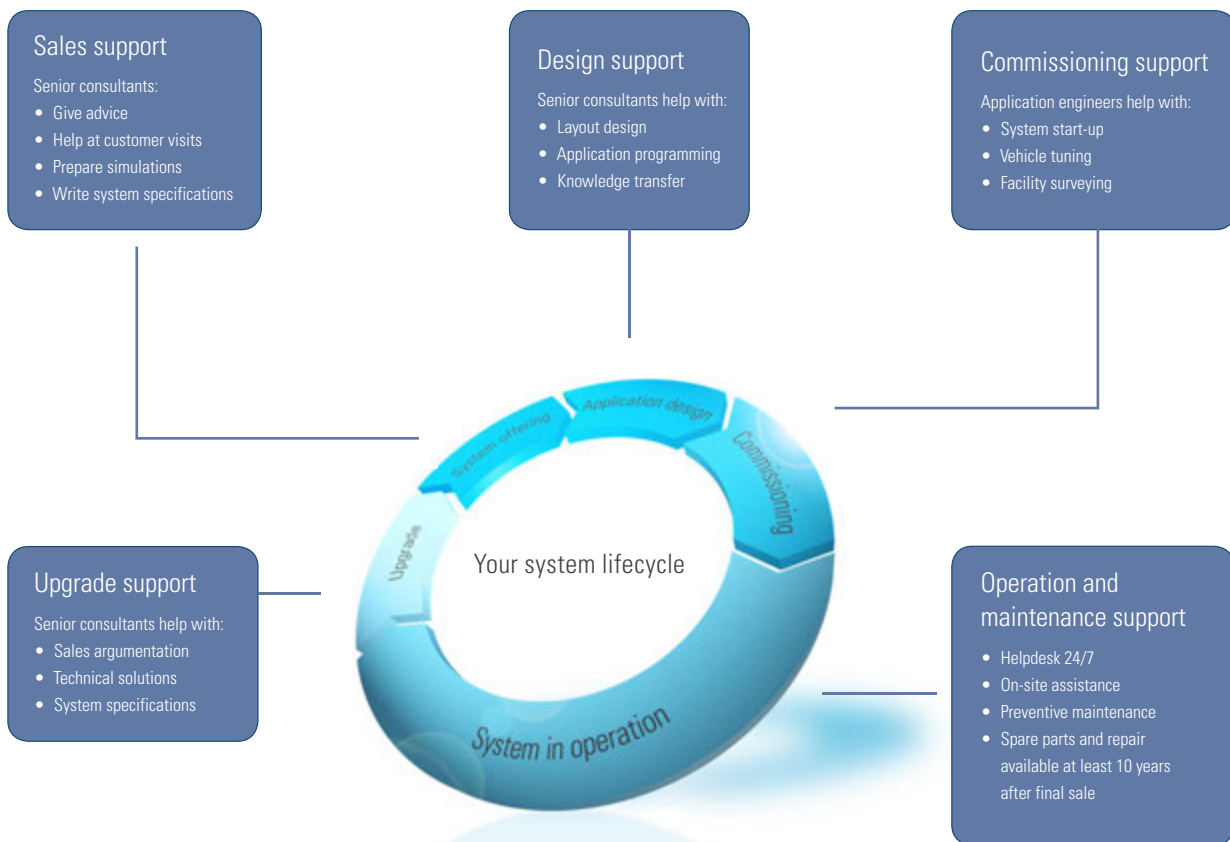 Sales support
Senior consultants:
• Give advice
• Help at customer visits
• Prepare simulations
• Write system specifications
Design support
Senior consultants help with:
• Layout design
• Application programming
• Knowledge transfer
Commissioning support
Application engineers help with:
• System start-up
• Vehicle tuning
• Facility surveying
System offering
Application design
Commissioning
Upgrade
Your system lifecycle
System in operation
Upgrade support
Senior consultants help with:
• Sales argumentation
• Technical solutions
• System specifications
Operation and
maintenance support
• Helpdesk 24/7
• On-site assistance
• Preventive maintenance
• Spare parts and repair
available at least 10 years
after final sale